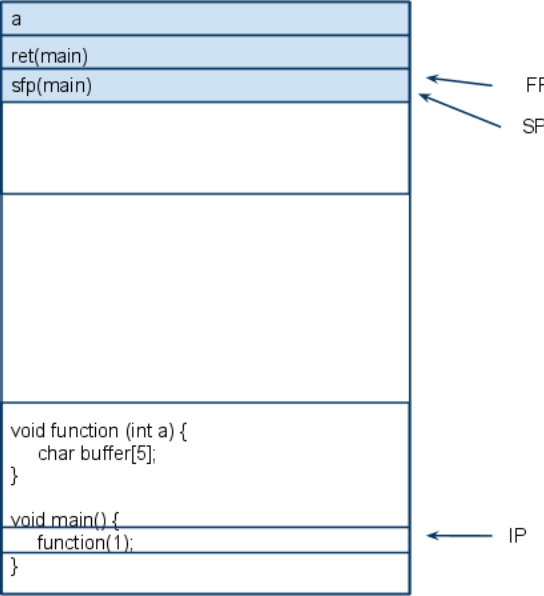 a
ret(main)
sfp(main)
FP
SP
void function (int a) {
char buffer[5];
}
void main() {
function(1);
}
IP